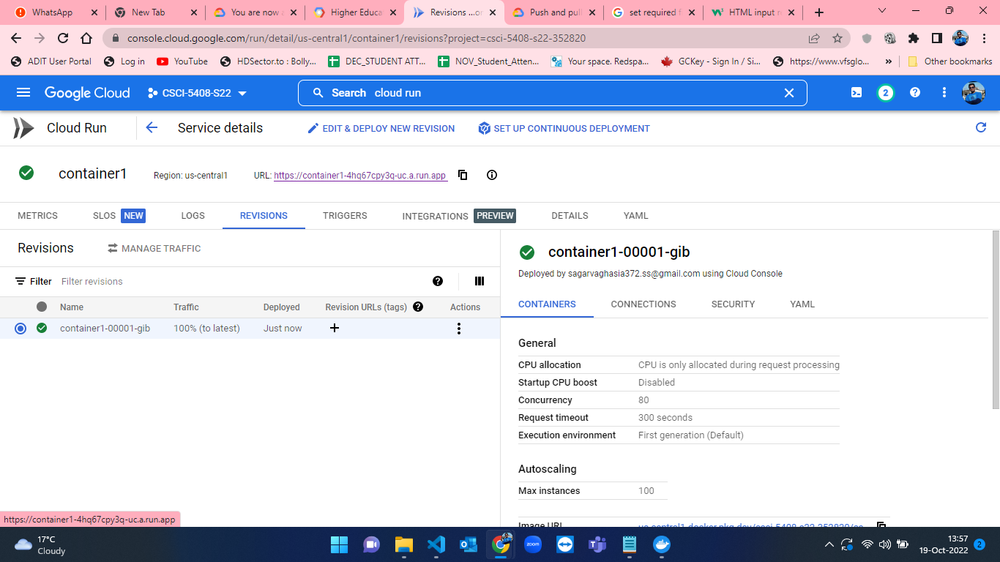 WhatsApp
New Tab
You are now a
Higher Educa
Revisions ...on
Push and pull
set required f
HTML input re
console.cloud.google.com/run/detail/us-central1/container1/revisions?project=csci-5408-s22-352820
ADIT User Portal
Log in
YouTube
HDSector.to : Bolly...
DEC_STUDENT ATT...
NOV_Student_Atten...
Your space. Redspa...
GCKey - Sign In / Si...
https://www.vfsglo...
»
Other bookmarks
Google Cloud
CSCI-5408-S22
Search cloud run
2
Cloud Run
Service details
EDIT & DEPLOY NEW REVISION
SET UP CONTINUOUS DEPLOYMENT
container1
Region: us-central1
URL: https://container1-4hq67cpy3q-uc.a.run.app
METRICS
SLOS NEW
LOGS
REVISIONS
TRIGGERS
INTEGRATIONS PREVIEW
DETAILS
YAML
Revisions
MANAGE TRAFFIC
Filter Filter revisions
Name Traffic Deployed Revision URLs (tags) Actions
container1-00001-gib 100% (to latest) Just now
container1-00001-gib
Deployed by sagarvaghasia372.ss@gmail.com using Cloud Console
CONTAINERS
CONNECTIONS
SECURITY
YAML
General
CPU allocation CPU is only allocated during request processing
Startup CPU boost Disabled
Concurrency 80
Request timeout 300 seconds
Execution environment First generation (Default)
Autoscaling
Max instances 100
Image URL us-central1-docker.pkg.dev/csci-5408-s22-352820/co...
https://container1-4hq67cpy3q-uc.a.run.app
17°C
Cloudy
zoom
13:57
19-Oct-2022
2